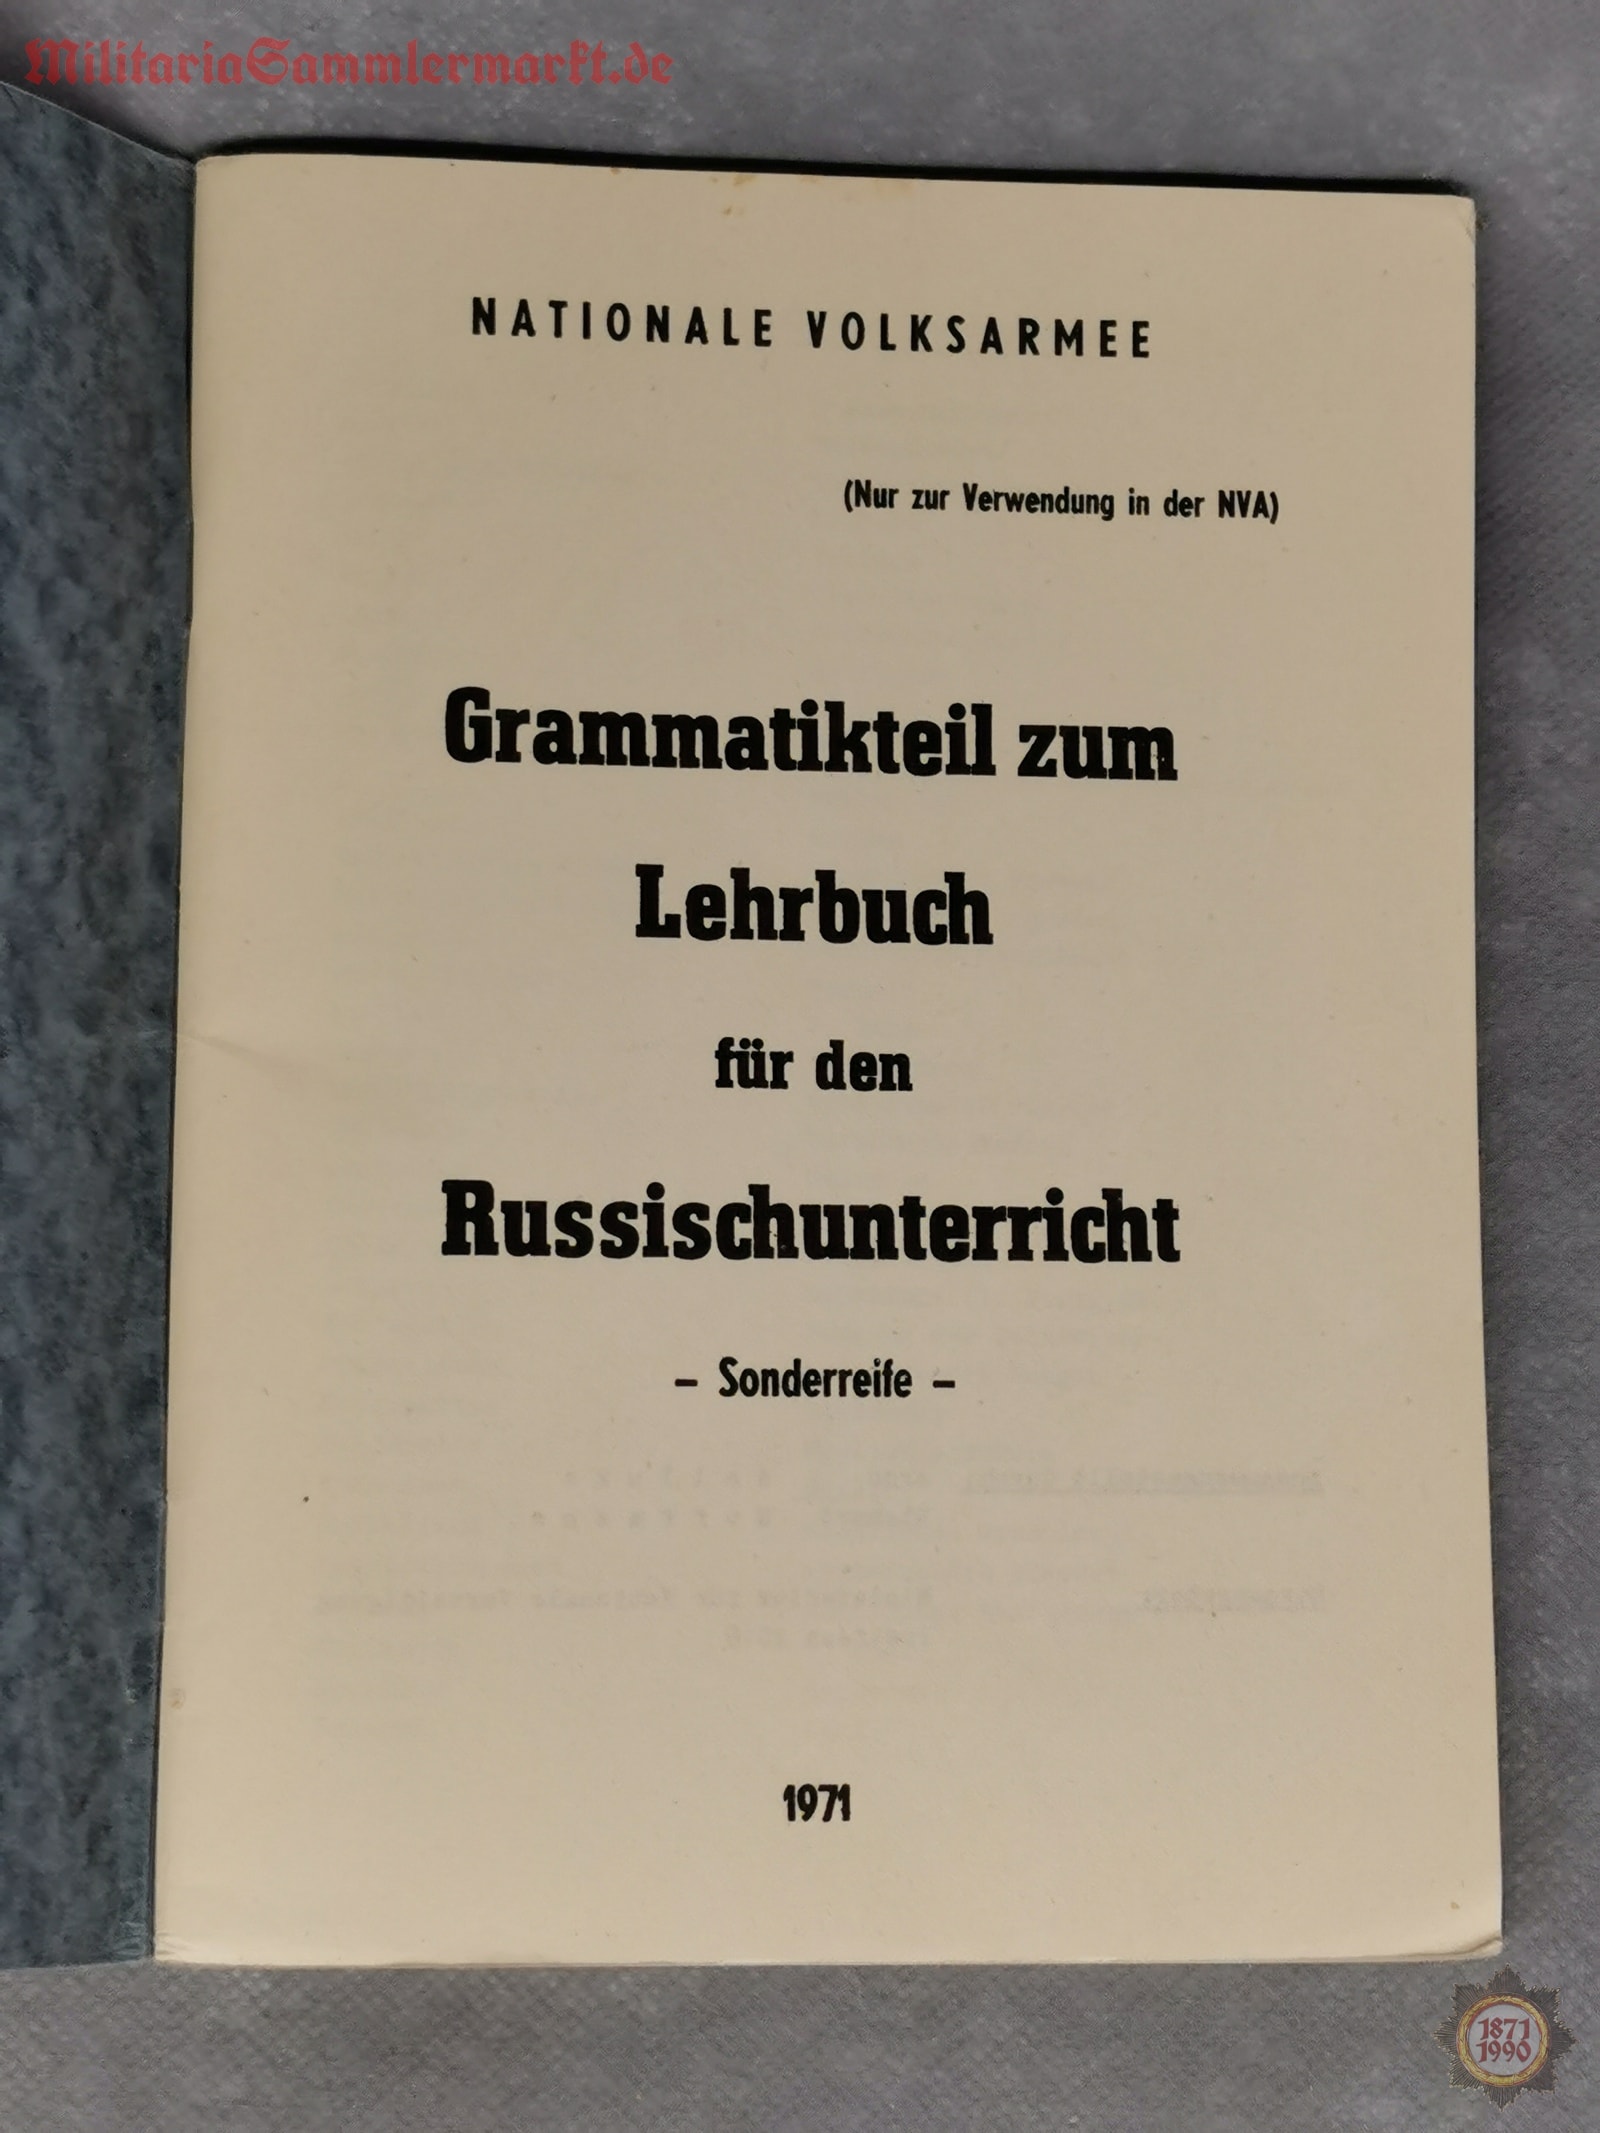 MilitariaSammlermarkt.de
NATIONALE VOLKSARMEE
(Nur zur Verwendung in der NVA)
Grammatikteil zum
Lehrbuch
für den
Russischunterricht
– Sonderreife –
1971
1871
1990